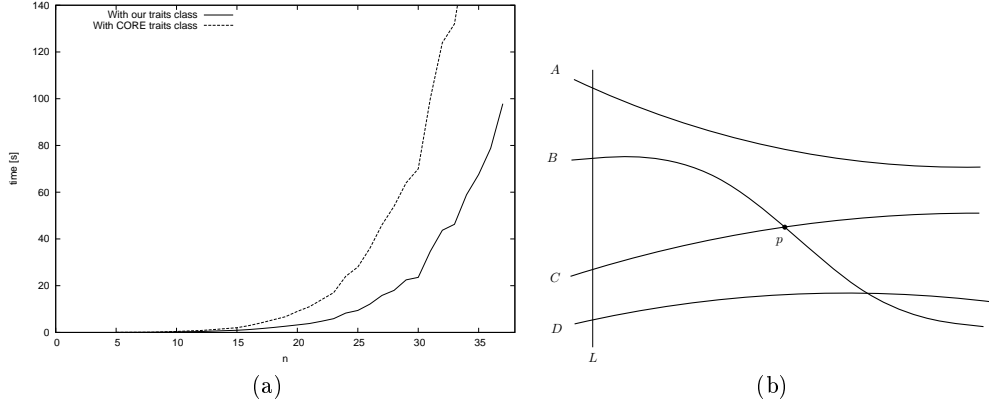 With our traits class
With CORE traits class
140
120
100
80
60
40
20
0
time [s]
0 5 10 15 20 25 30 35
n
(a)
A
B
C
D
p
L
(b)